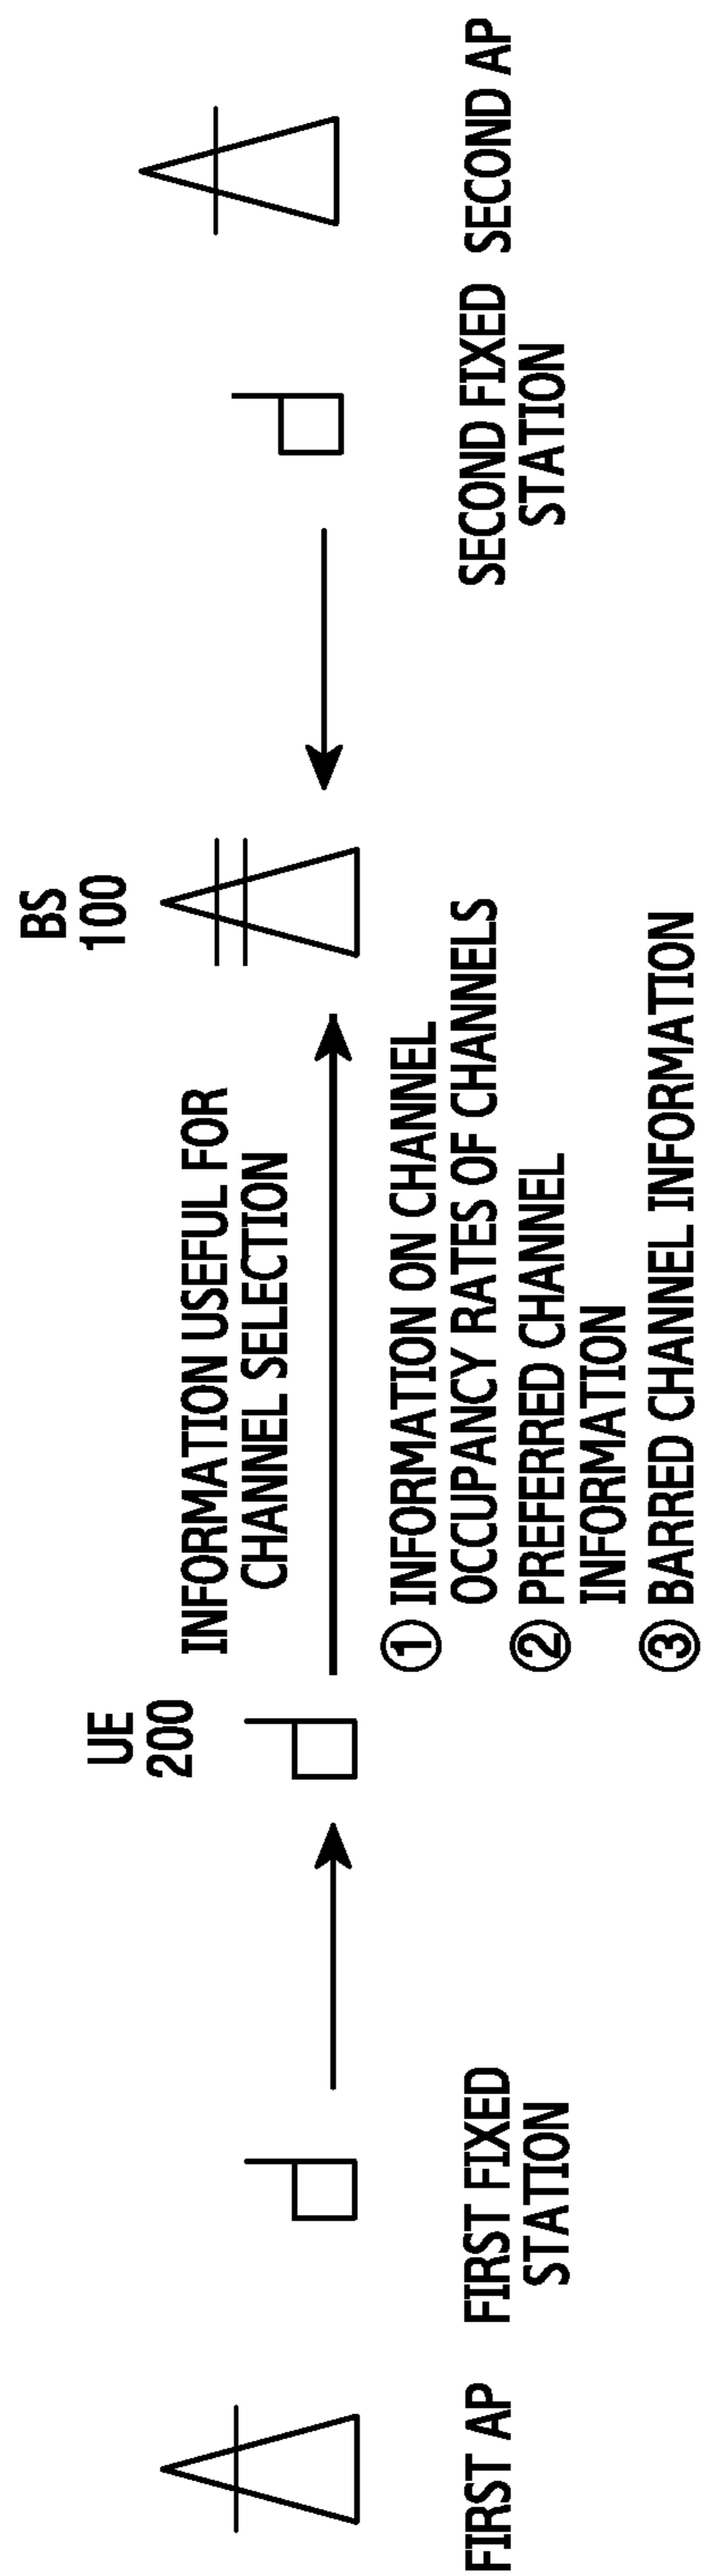 BS
100
UE
200
INFORMATION USEFUL FOR
CHANNEL SELECTION
① INFORMATION ON CHANNEL
OCCUPANCY RATES OF CHANNELS
② PREFERRED CHANNEL
INFORMATION
③ BARRED CHANNEL INFORMATION
FIRST AP
FIRST FIXED
STATION
SECOND FIXED
STATION
SECOND AP